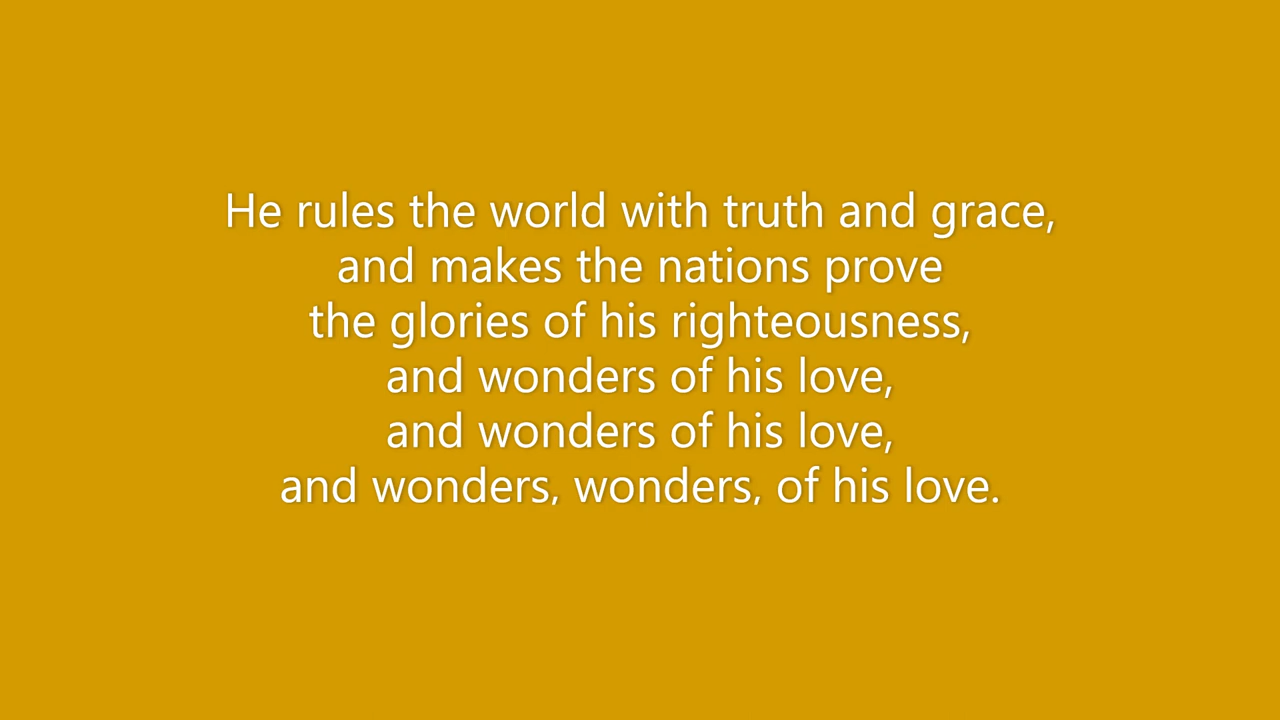 He rules the world with truth and grace,
and makes the nations prove
the glories of his righteousness,
and wonders of his love,
and wonders of his love,
and wonders, wonders, of his love.